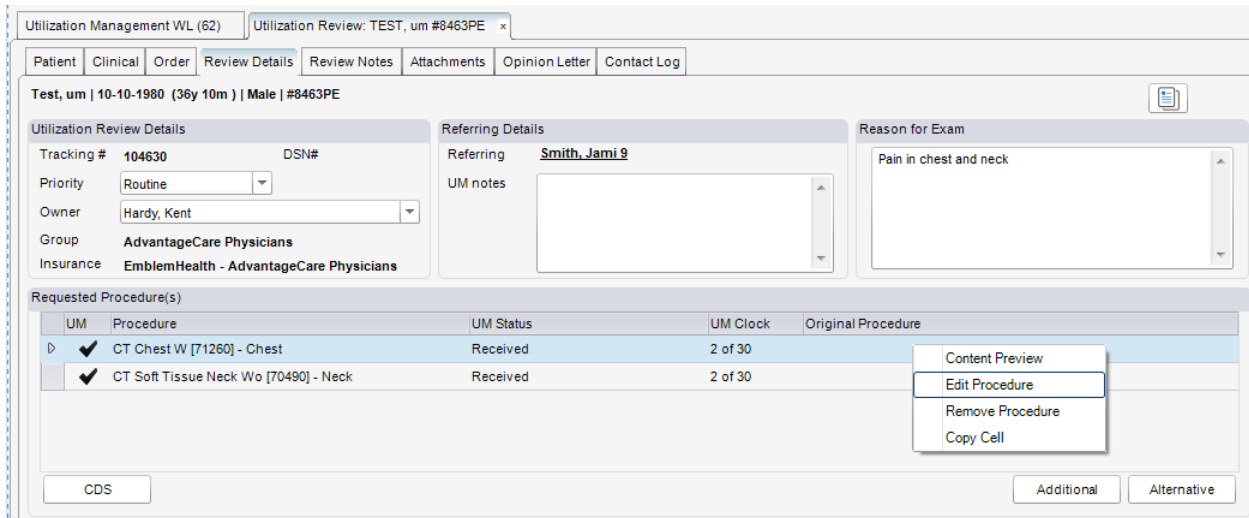 Utilization Management WL (62) Utilization Review: TEST, um #8463PE x
Patient Clinical Order Review Details Review Notes Attachments Opinion Letter Contact Log
Test, um | 10-10-1980 (36y 10m ) | Male | #8463PE
Utilization Review Details
Tracking # 104630 DSN#
Priority Routine
Owner Hardy, Kent
Group AdvantageCare Physicians
Insurance EmblemHealth - AdvantageCare Physicians
Referring Details
Referring Smith, Jami 9
UM notes
Reason for Exam
Pain in chest and neck
Requested Procedure(s)
UM Procedure UM Status UM Clock Original Procedure
CT Chest W [71260] - Chest Received 2 of 30
CT Soft Tissue Neck Wo [70490] - Neck Received 2 of 30
Content Preview
Edit Procedure
Remove Procedure
Copy Cell
CDS Additional Alternative